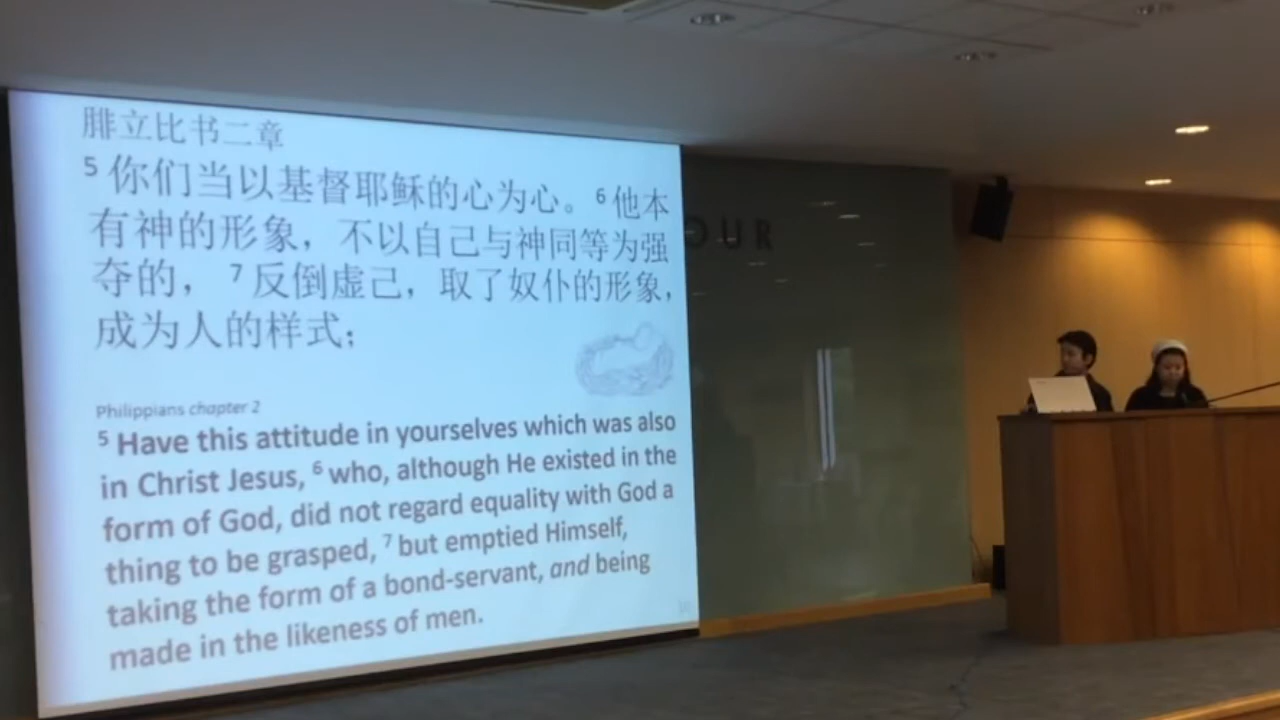 腓立比书二章
5 你们当以基督耶稣的心为心。 6 他本
有神的形象，不以自己与神同等为强
夺的， 7 反倒虚己，取了奴仆的形象，
成为人的样式；
Philippians chapter 2
5 Have this attitude in yourselves which was also
in Christ Jesus, 6 who, although He existed in the
form of God, did not regard equality with God a
thing to be grasped, 7 but emptied Himself,
taking the form of a bond-servant, and being
made in the likeness of men.
OUR